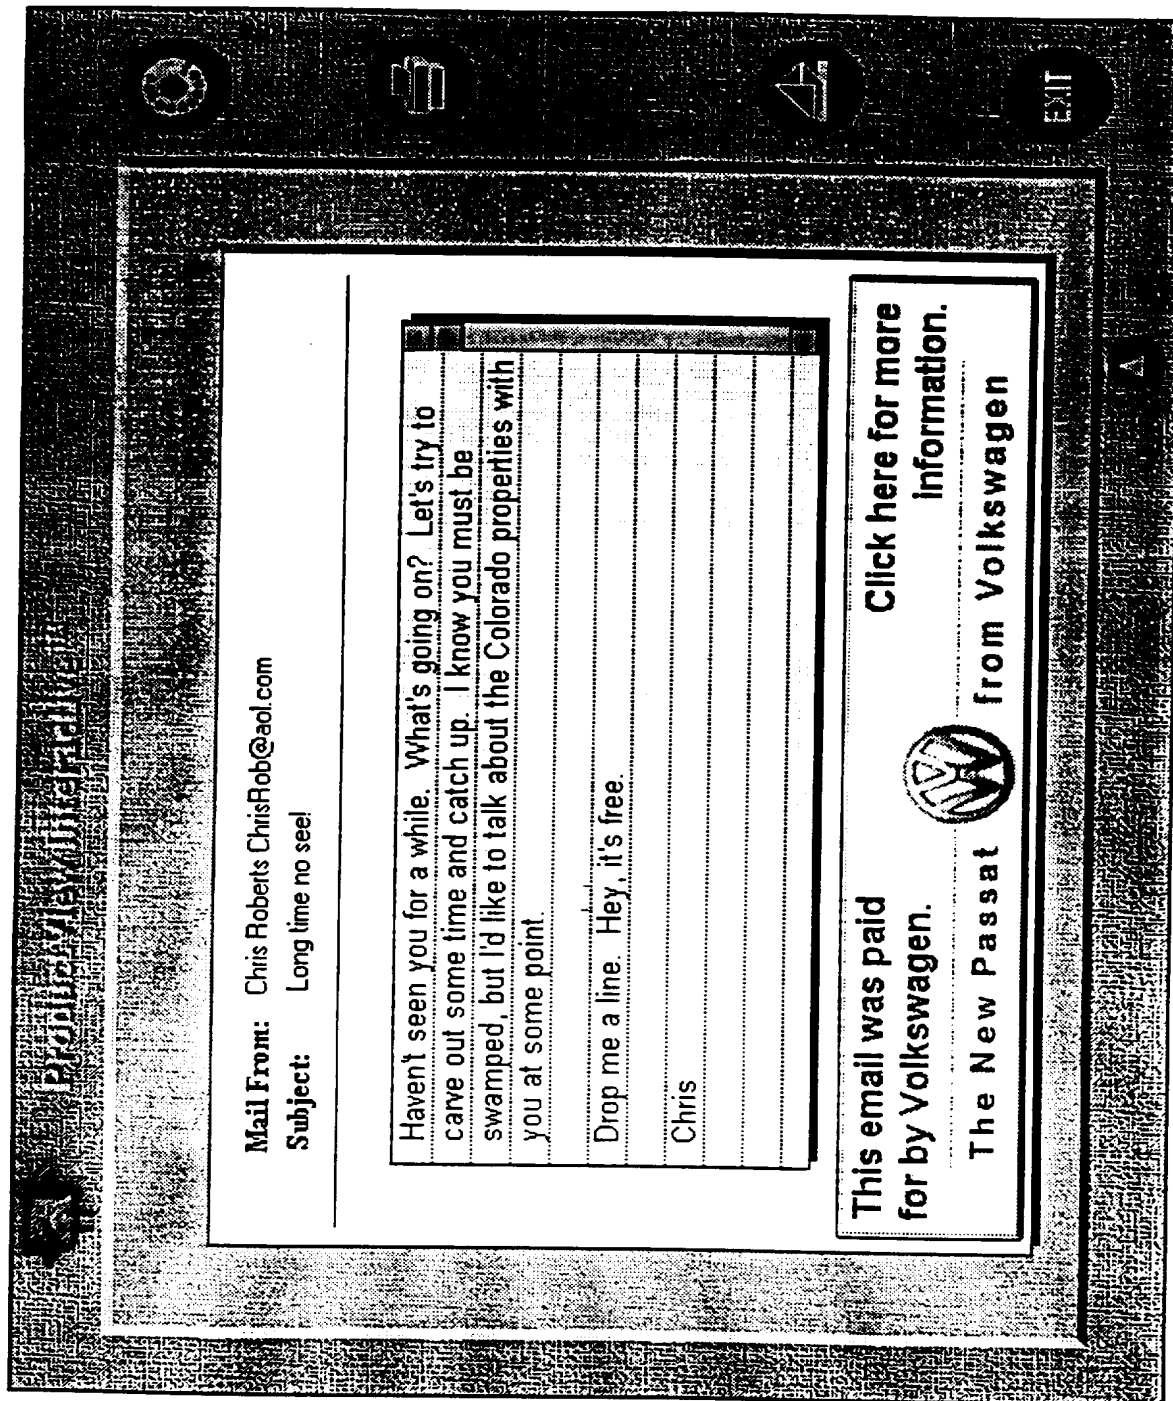 ProductViewInteractive
EXIT
Mail From: Chris Roberts ChrisRob@aol.com
Subject: Long time no see!
Haven't seen you for a while. What's going on? Let's try to
carve out some time and catch up. I know you must be
swamped, but I'd like to talk about the Colorado properties with
you at some point.
Drop me a line. Hey, it's free.
Chris
This email was paid
for by Volkswagen.
Click here for more
information.
The New Passat
from Volkswagen